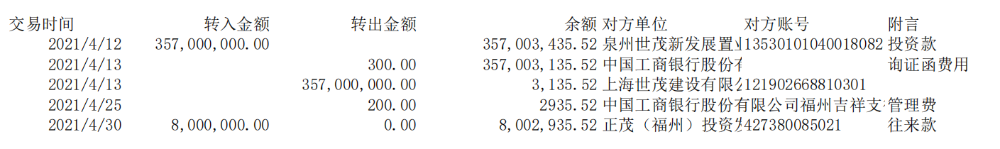 交易时间 转入金额 转出金额 余额 对方单位 对方账号 附言
2021/4/12 357,000,000.00 357,003,435.52 泉州世茂新发展置业 13530101040018082 投资款
2021/4/13 300.00 357,003,135.52 中国工商银行股份有 询证函费用
2021/4/13 357,000,000.00 3,135.52 上海世茂建设有限公 121902668810301
2021/4/25 200.00 2935.52 中国工商银行股份有限公司福州吉祥支 管理费
2021/4/30 8,000,000.00 0.00 8,002,935.52 正茂（福州）投资发 427380085021 往来款